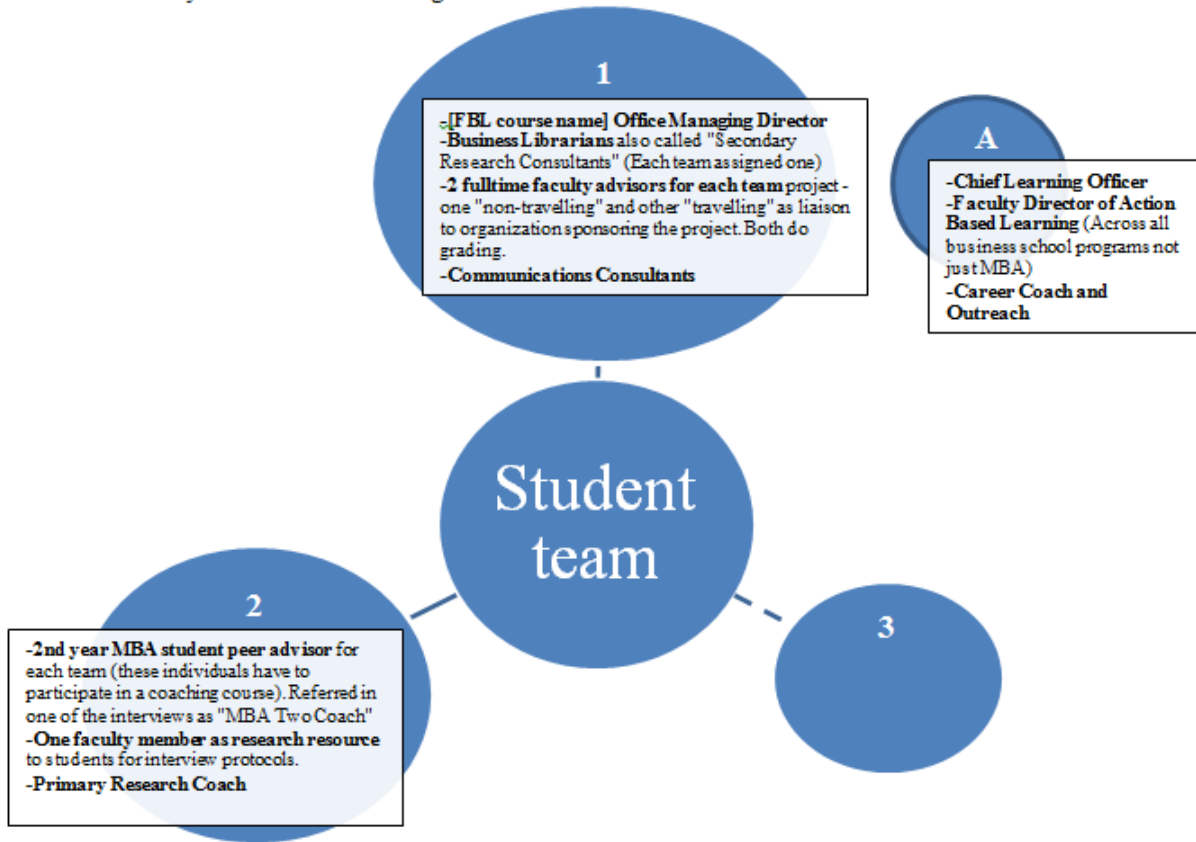 1
-[FBL course name] Office Managing Director
-Business Librarians also called "Secondary
Research Consultants" (Each team assigned one)
-2 fulltime faculty advisors for each team project -
one "non-travelling" and other "travelling" as liaison
to organization sponsoring the project. Both do
grading.
-Communications Consultants
A
-Chief Learning Officer
-Faculty Director of Action
Based Learning (Across all
business school programs not
just MBA)
-Career Coach and
Outreach
Student
team
2
-2nd year MBA student peer advisor for
each team (these individuals have to
participate in a coaching course). Referred in
one of the interviews as "MBA Two Coach"
-One faculty member as research resource
to students for interview protocols.
-Primary Research Coach
3